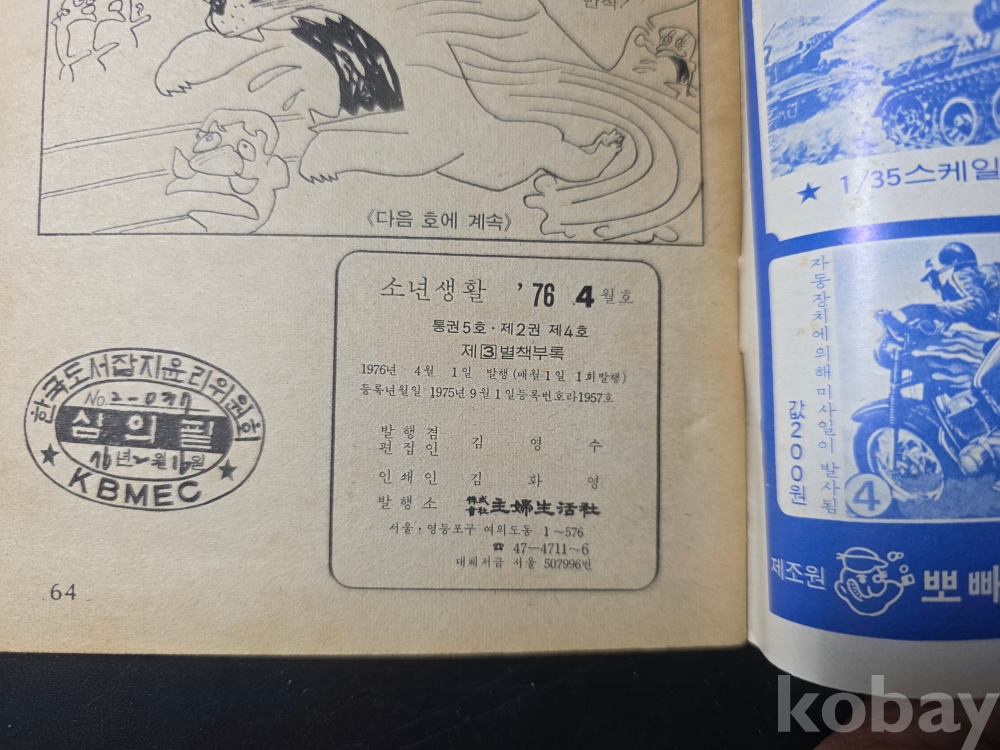 《다음 호에 계속》
소년생활 '76 4월호
통권5호·제2권 제4호
제3별책부록
1976년 4월 1일 발행(매월1일 1회발행)
등록년월일 1975년9월1일등록번호라1957호
발행겸
편집인 김영수
인쇄인 김화영
발행소 株式會社 主婦生活社
서울·영등포구 여의도동 1~576
☎ 47-4711~6
대체저금 서울 507996번
한국도서잡지윤리위원회
심의필
KBMEC
64
★ 1/35스케일
자동장치에의해 미사일이 발사됨
값200원
4
제조원 뽀빠
kobay